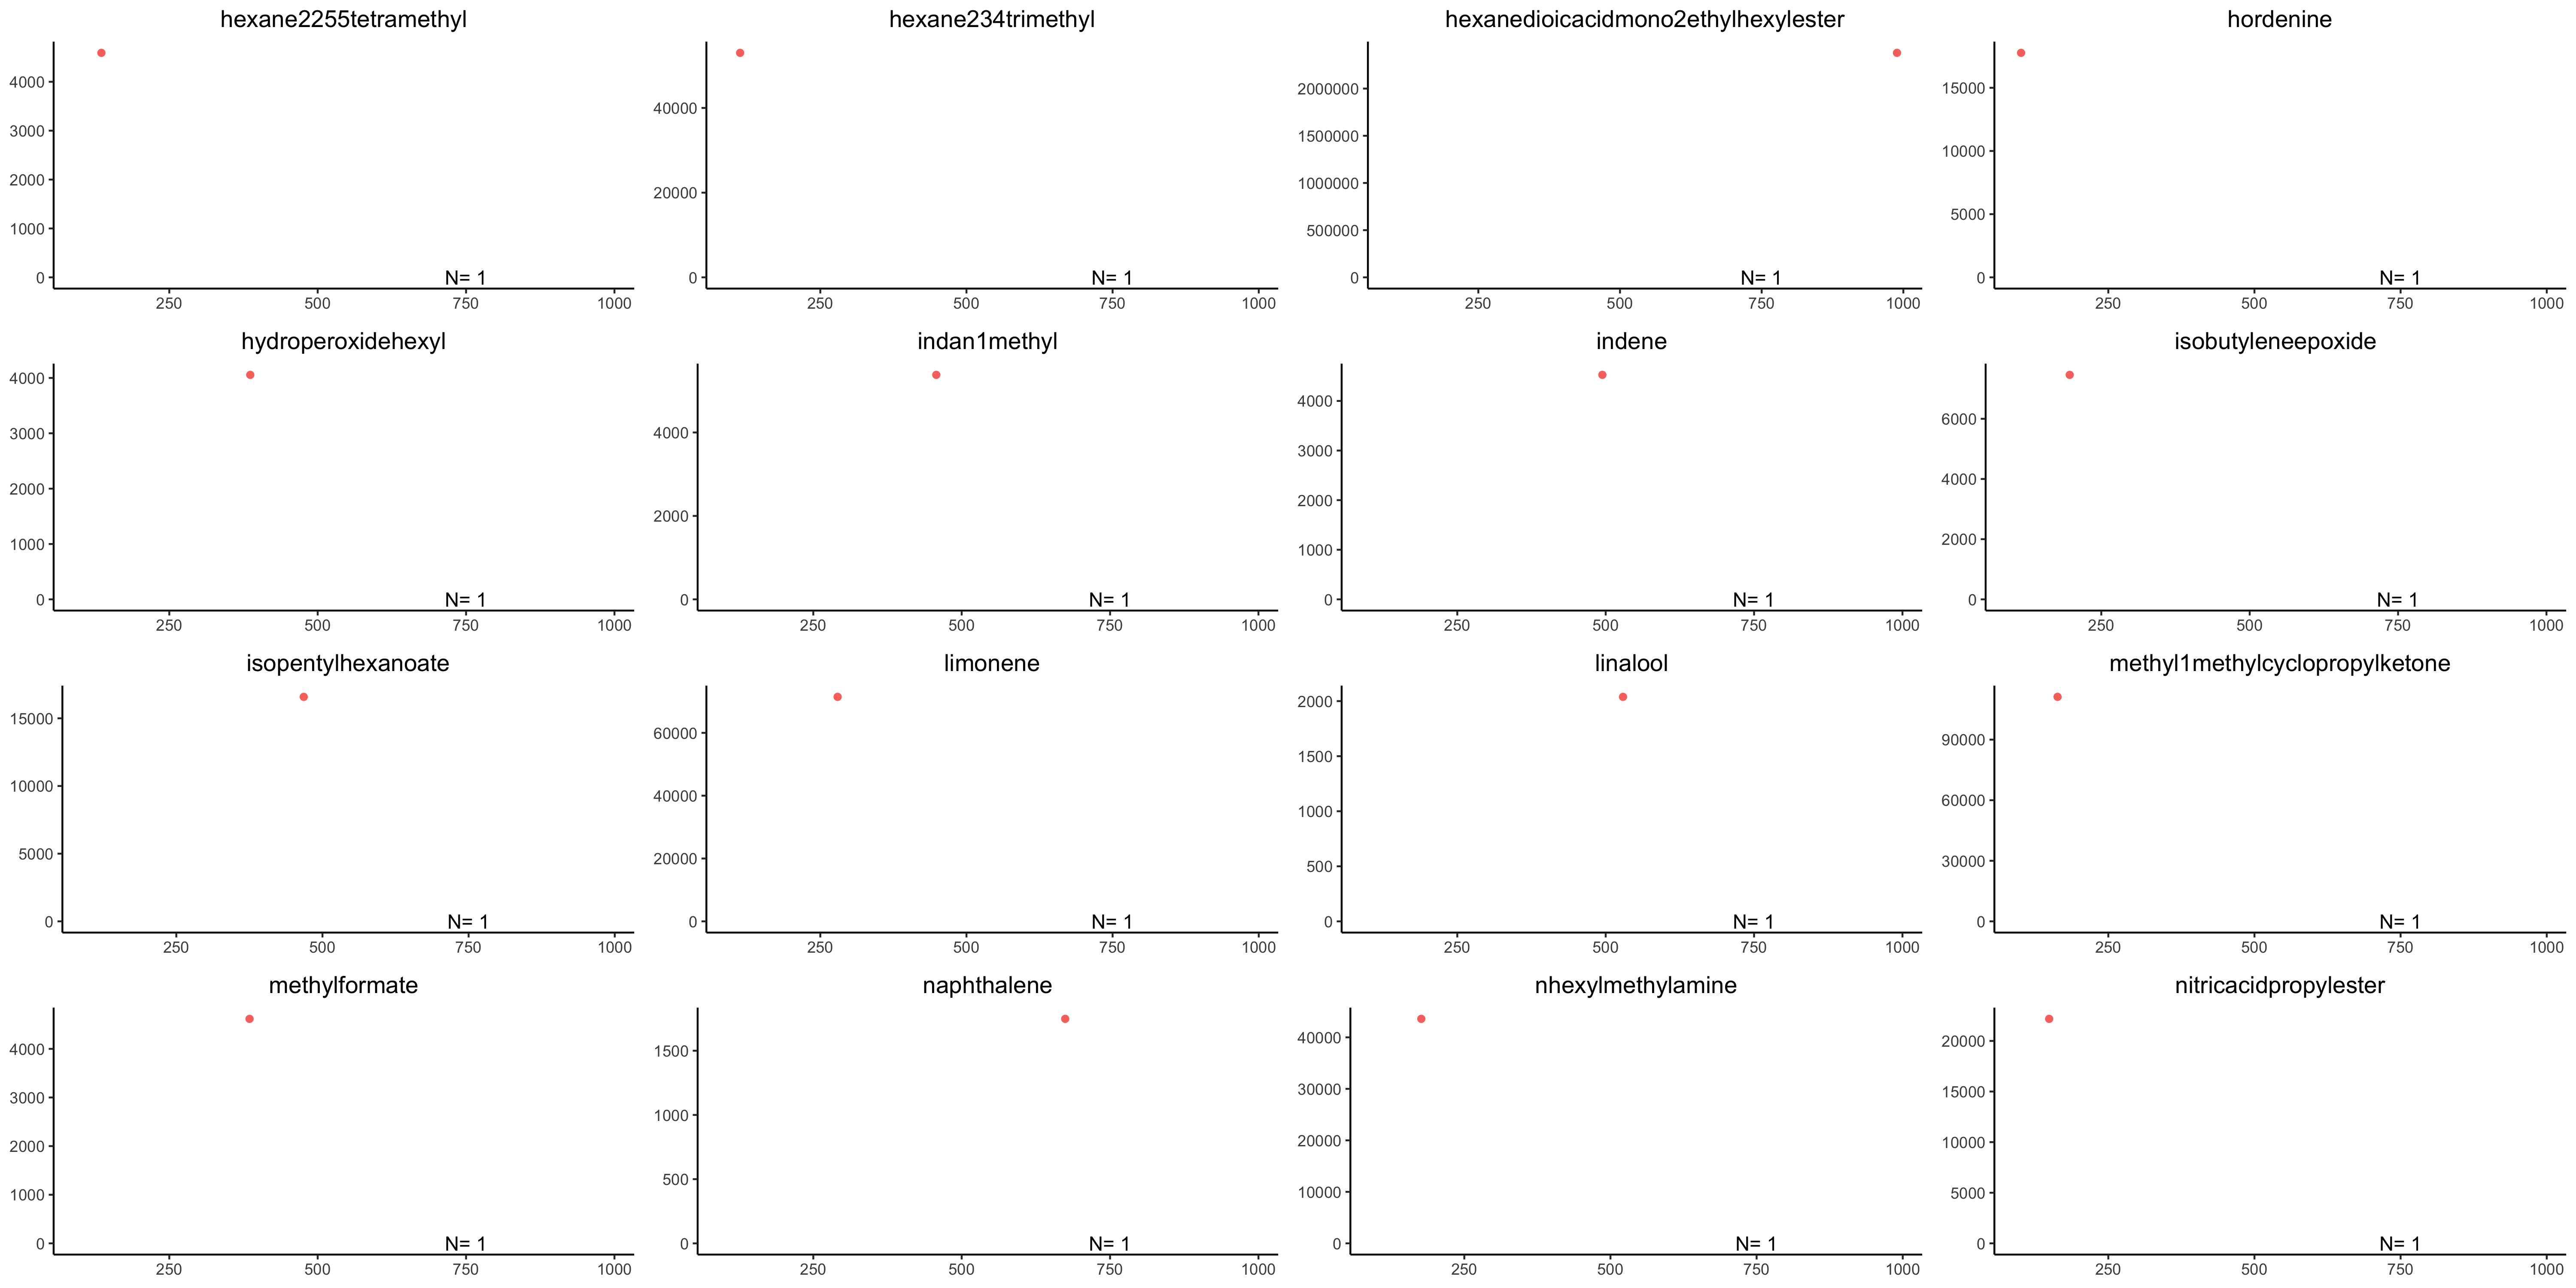 hexane2255tetramethyl
4000
3000
2000
1000
0
N= 1
250 500 750 1000
hexane234trimethyl
40000
20000
0
N= 1
250 500 750 1000
hexanedioicacidmono2ethylhexylester
2000000
1500000
1000000
500000
0
N= 1
250 500 750 1000
hordenine
15000
10000
5000
0
N= 1
250 500 750 1000
hydroperoxidehexyl
4000
3000
2000
1000
0
N= 1
250 500 750 1000
indan1methyl
4000
2000
0
N= 1
250 500 750 1000
indene
4000
3000
2000
1000
0
N= 1
250 500 750 1000
isobutyleneepoxide
6000
4000
2000
0
N= 1
250 500 750 1000
isopentylhexanoate
15000
10000
5000
0
N= 1
250 500 750 1000
limonene
60000
40000
20000
0
N= 1
250 500 750 1000
linalool
2000
1500
1000
500
0
N= 1
250 500 750 1000
methyl1methylcyclopropylketone
90000
60000
30000
0
N= 1
250 500 750 1000
methylformate
4000
3000
2000
1000
0
N= 1
250 500 750 1000
naphthalene
1500
1000
500
0
N= 1
250 500 750 1000
nhexylmethylamine
40000
30000
20000
10000
0
N= 1
250 500 750 1000
nitricacidpropylester
20000
15000
10000
5000
0
N= 1
250 500 750 1000